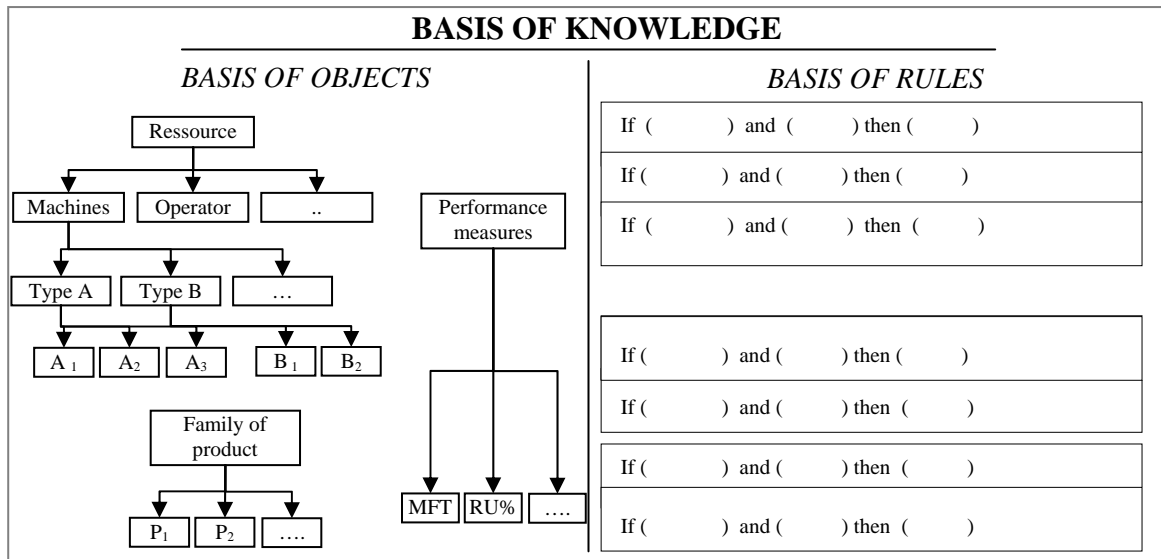 BASIS OF KNOWLEDGE
BASIS OF OBJECTS
Ressource
Machines Operator ..
Type A Type B ...
A 1 A2 A3 B 1 B2
Family of
product
P1 P2 ....
Performance
measures
MFT RU% ....
BASIS OF RULES
If ( ) and ( ) then ( )
If ( ) and ( ) then ( )
If ( ) and ( ) then ( )
If ( ) and ( ) then ( )
If ( ) and ( ) then ( )
If ( ) and ( ) then ( )
If ( ) and ( ) then ( )